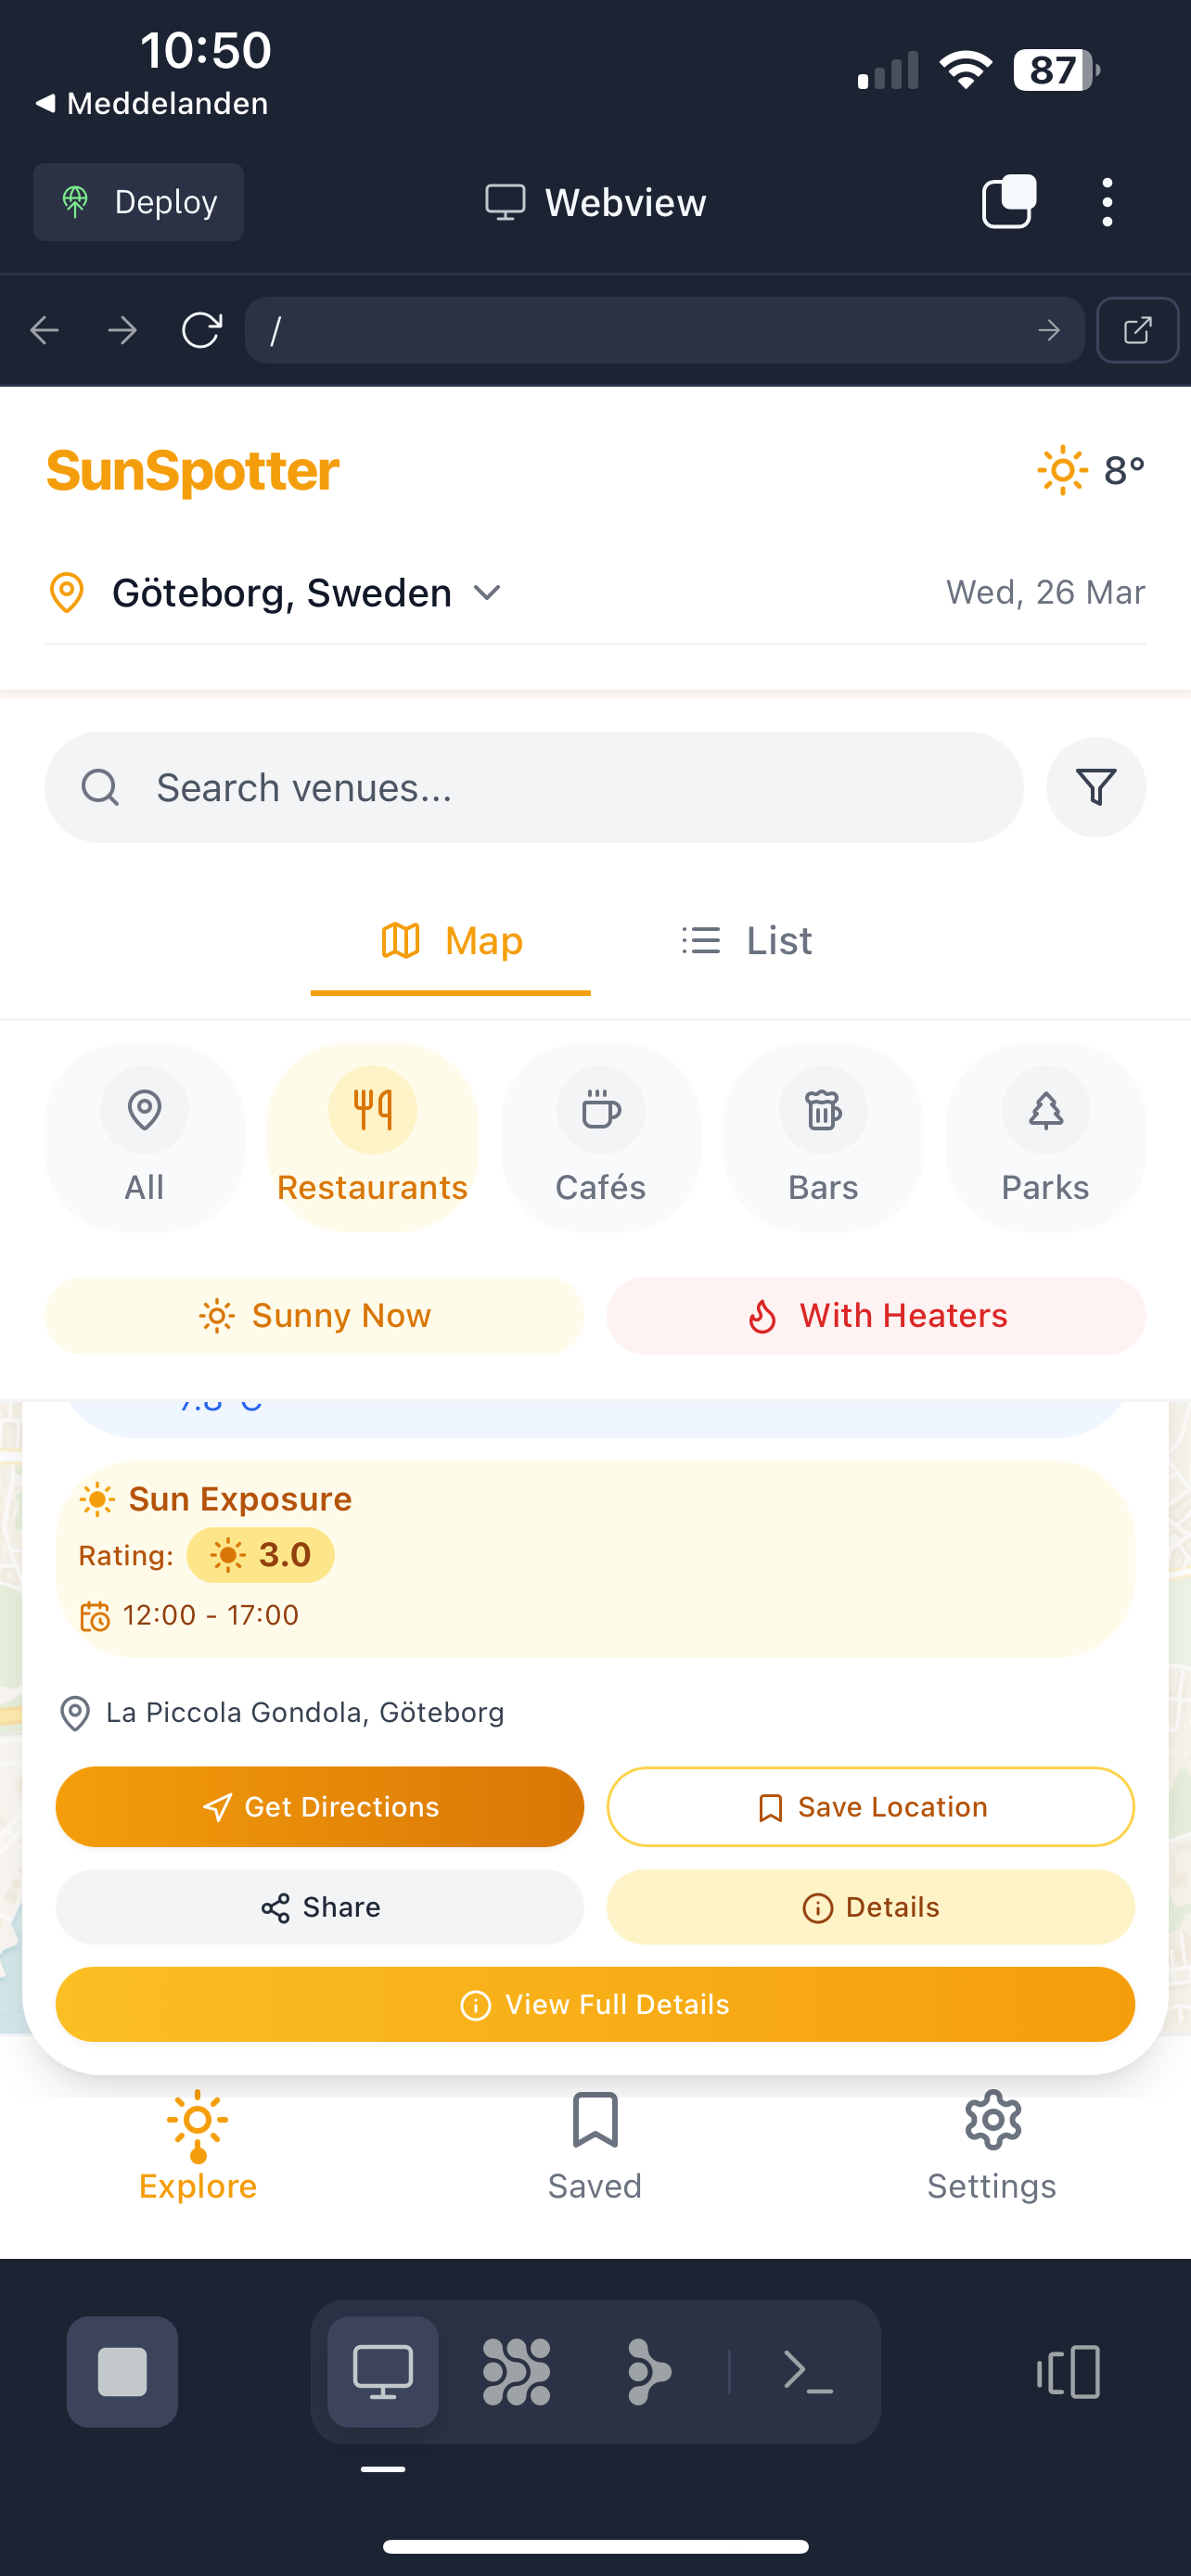 10:50
87
Meddelanden
Deploy
Webview
/
SunSpotter
8°
Göteborg, Sweden
Wed, 26 Mar
Search venues...
Map
List
All
Restaurants
Cafés
Bars
Parks
Sunny Now
With Heaters
Sun Exposure
Rating: 3.0
12:00 - 17:00
La Piccola Gondola, Göteborg
Get Directions
Save Location
Share
Details
View Full Details
Explore
Saved
Settings